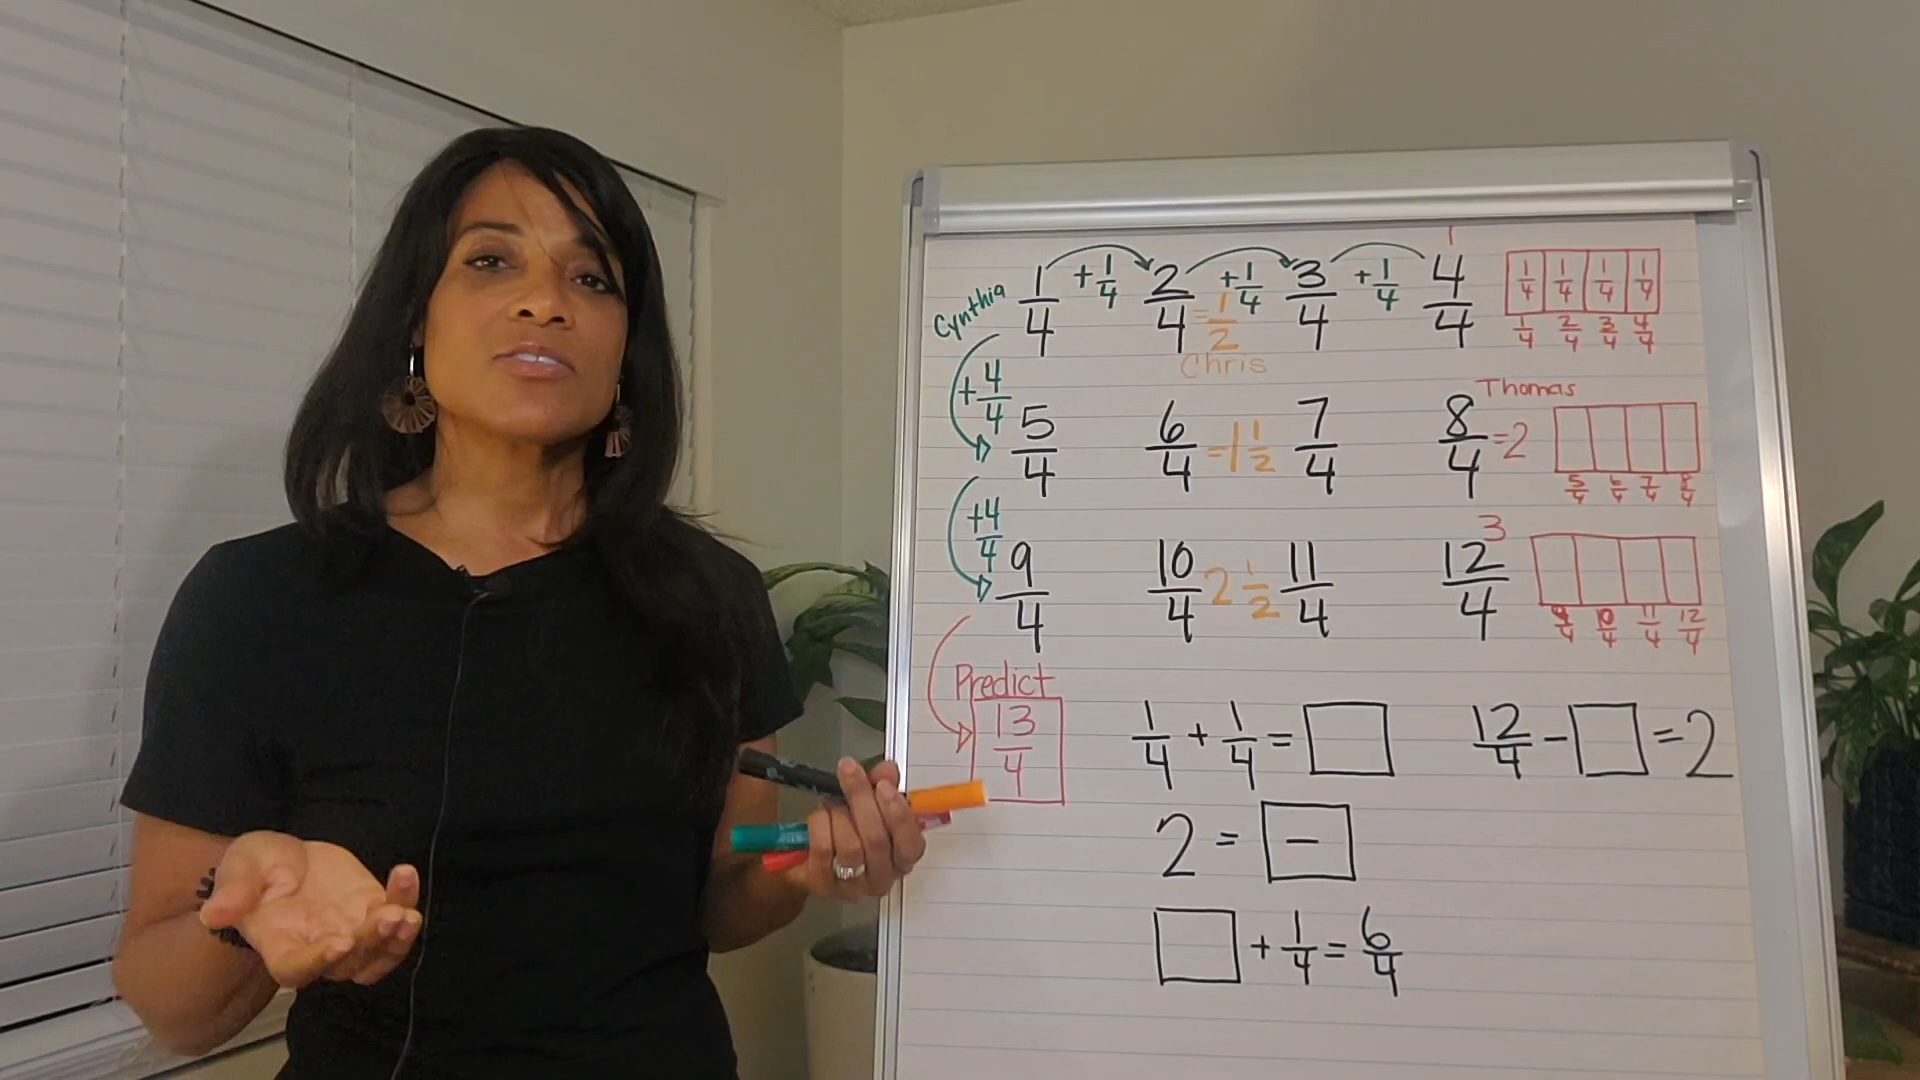 1
Cynthia 1/4 +1/4 2/4 =1/2 +1/4 3/4 +1/4 4/4 1/4 1/4 1/4 1/4
1/4 2/4 3/4 4/4
Chris
Thomas
+4/4 5/4 6/4 =1 1/2 7/4 8/4 =2
5/4 6/4 7/4 8/4
3
+4/4 9/4 10/4 2 1/2 11/4 12/4
9/4 10/4 11/4 12/4
Predict
13/4
1/4 + 1/4 = □ 12/4 - □ = 2
2 = □
□ + 1/4 = 6/4